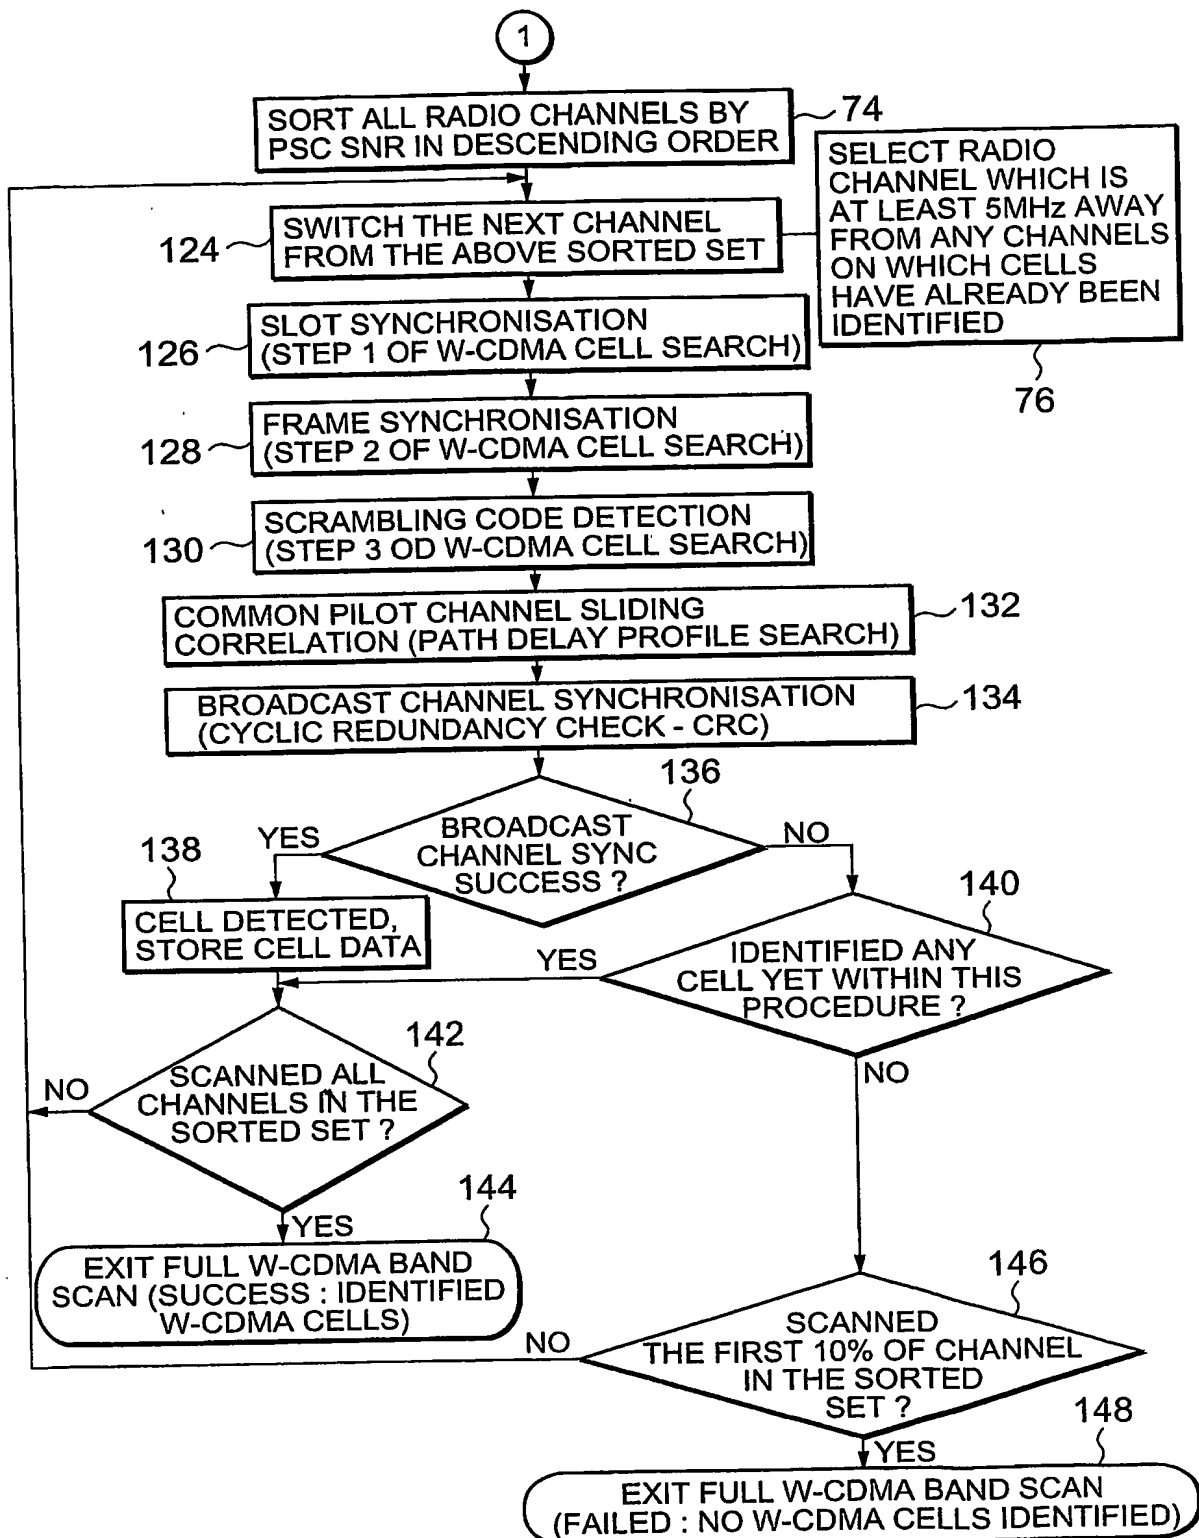 1
SORT ALL RADIO CHANNELS BY
PSC SNR IN DESCENDING ORDER
74
SELECT RADIO
CHANNEL WHICH IS
AT LEAST 5MHz AWAY
FROM ANY CHANNELS
ON WHICH CELLS
HAVE ALREADY BEEN
IDENTIFIED
76
124
SWITCH THE NEXT CHANNEL
FROM THE ABOVE SORTED SET
126
SLOT SYNCHRONISATION
(STEP 1 OF W-CDMA CELL SEARCH)
128
FRAME SYNCHRONISATION
(STEP 2 OF W-CDMA CELL SEARCH)
130
SCRAMBLING CODE DETECTION
(STEP 3 OD W-CDMA CELL SEARCH)
COMMON PILOT CHANNEL SLIDING
CORRELATION (PATH DELAY PROFILE SEARCH)
132
BROADCAST CHANNEL SYNCHRONISATION
(CYCLIC REDUNDANCY CHECK - CRC)
134
136
BROADCAST
CHANNEL SYNC
SUCCESS ?
YES
NO
138
CELL DETECTED,
STORE CELL DATA
140
IDENTIFIED ANY
CELL YET WITHIN THIS
PROCEDURE ?
YES
NO
142
SCANNED ALL
CHANNELS IN THE
SORTED SET ?
NO
YES
144
EXIT FULL W-CDMA BAND
SCAN (SUCCESS : IDENTIFIED
W-CDMA CELLS)
146
SCANNED
THE FIRST 10% OF CHANNEL
IN THE SORTED
SET ?
NO
YES
148
EXIT FULL W-CDMA BAND SCAN
(FAILED : NO W-CDMA CELLS IDENTIFIED)